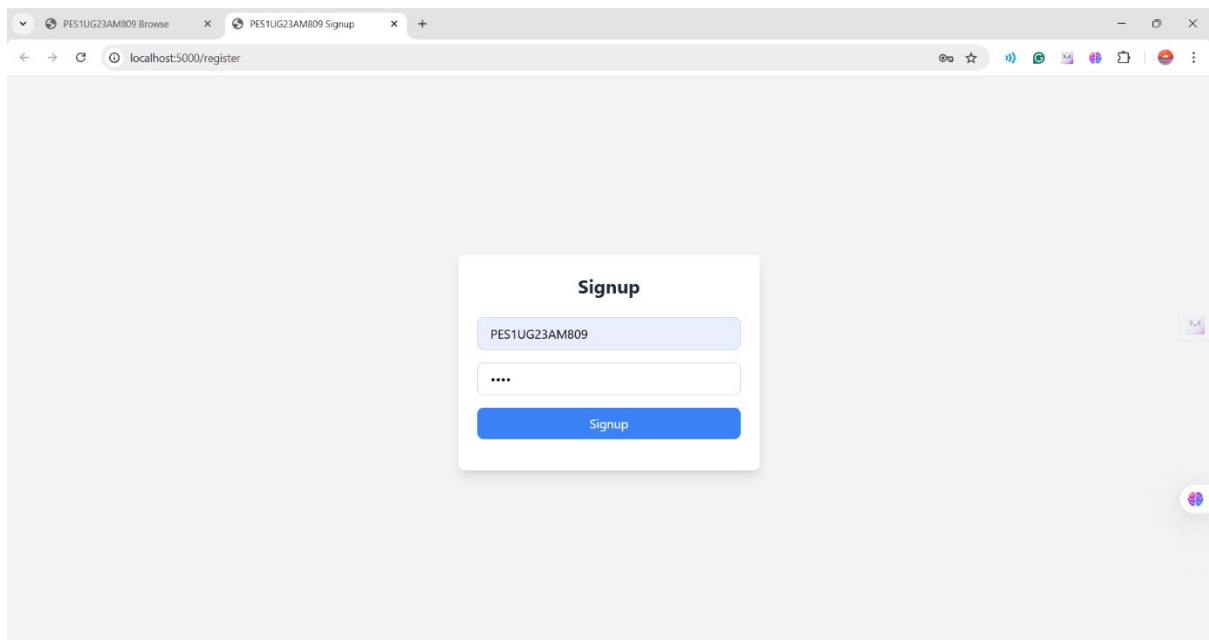 PES1UG23AM809 Browse
PES1UG23AM809 Signup
localhost:5000/register
Signup
PES1UG23AM809
••••
Signup